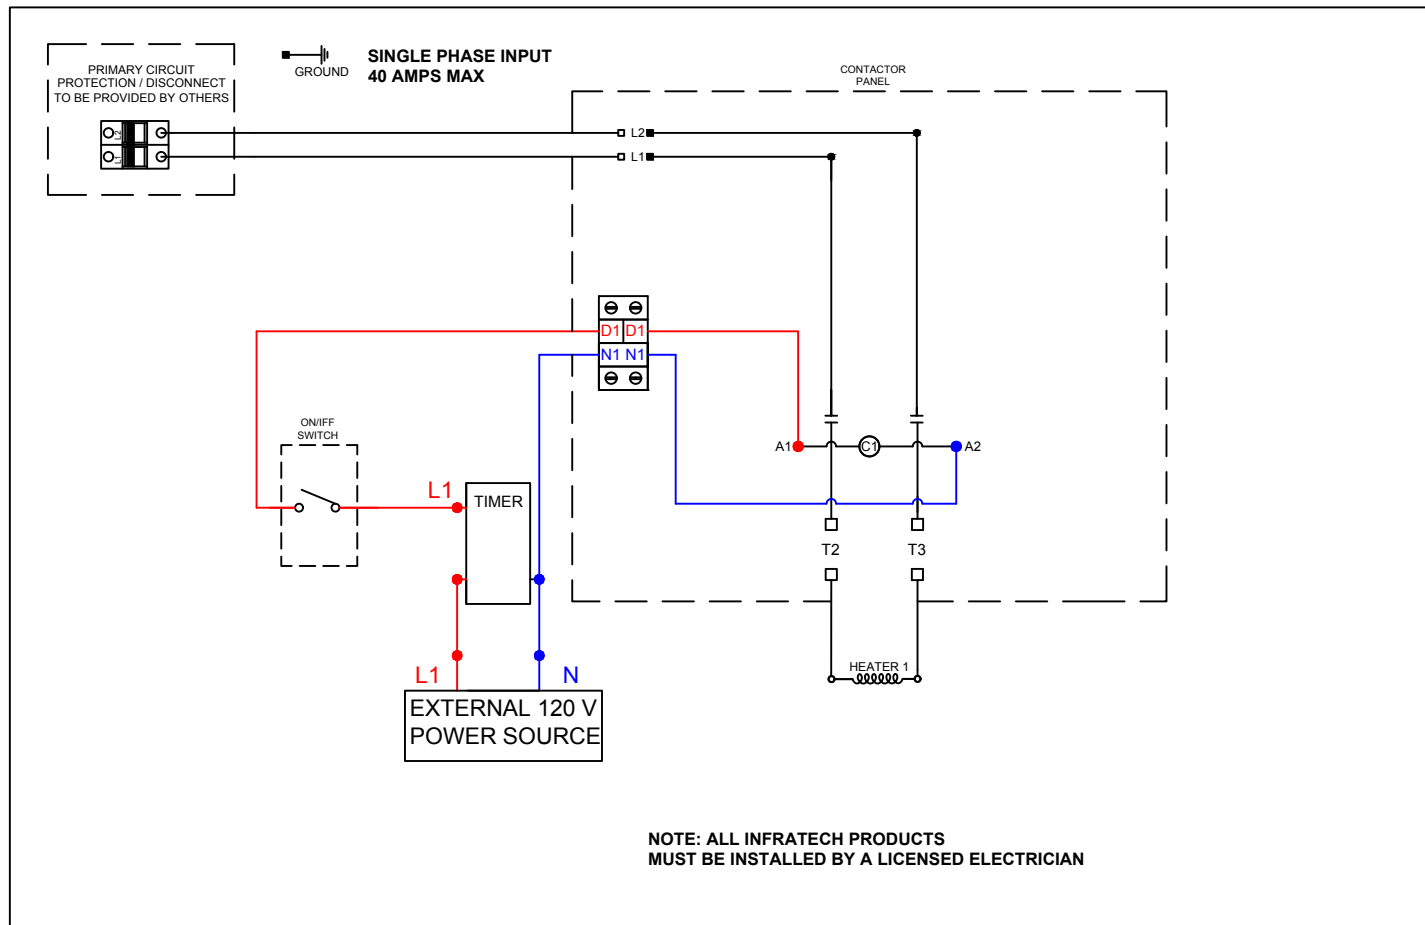 PRIMARY CIRCUIT
PROTECTION / DISCONNECT
TO BE PROVIDED BY OTHERS
GROUND
SINGLE PHASE INPUT
40 AMPS MAX
CONTACTOR
PANEL
L2
L1
L2
L1
D1 D1
N1 N1
ON/IFF
SWITCH
A1
C1
A2
L1
TIMER
T2
T3
L1
N
HEATER 1
EXTERNAL 120 V
POWER SOURCE
NOTE: ALL INFRATECH PRODUCTS
MUST BE INSTALLED BY A LICENSED ELECTRICIAN